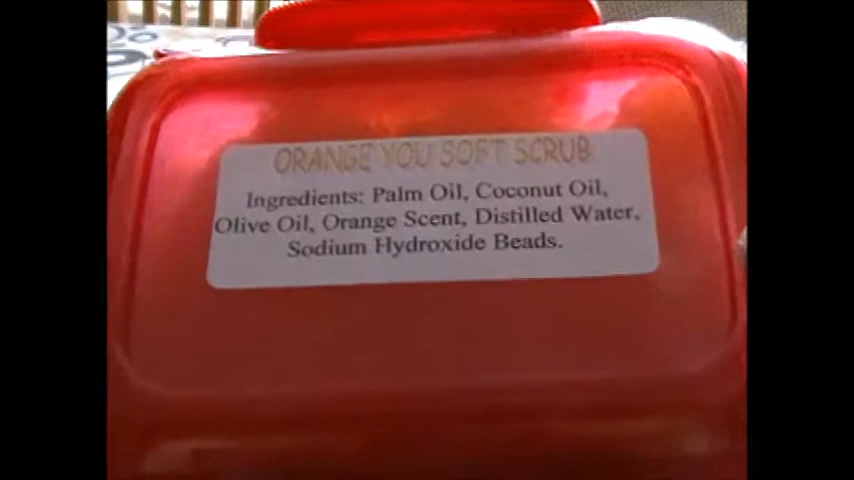 ORANGE YOU SOFT SCRUB
Ingredients: Palm Oil, Coconut Oil,
Olive Oil, Orange Scent, Distilled Water,
Sodium Hydroxide Beads.